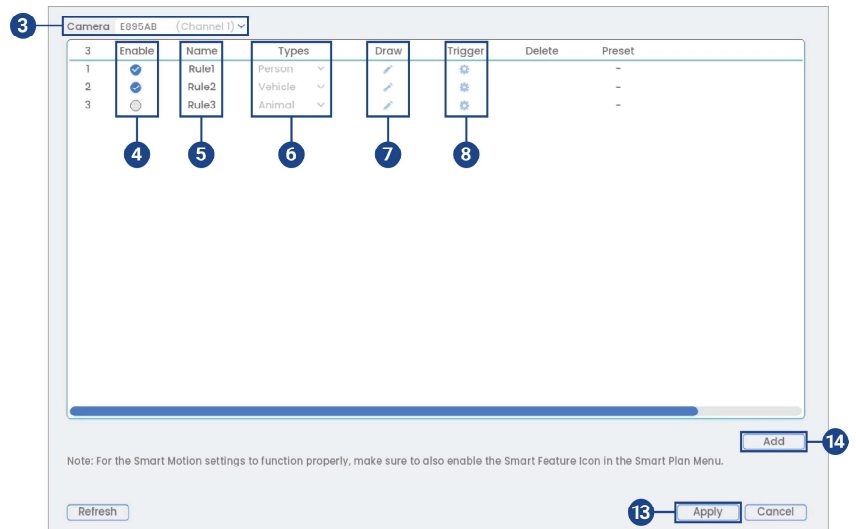 3 Camera E895AB (Channel 1)
3 Enable Name Types Draw Trigger Delete Preset
1 Rule1 Person -
2 Rule2 Vehicle -
3 Rule3 Animal -
4 5 6 7 8
Add 14
Note: For the Smart Motion settings to function properly, make sure to also enable the Smart Feature Icon in the Smart Plan Menu.
Refresh 13 Apply Cancel